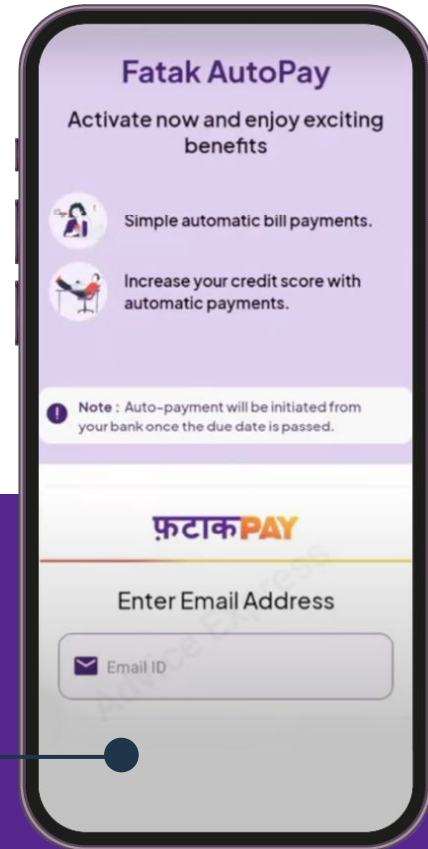 Fatak AutoPay
Activate now and enjoy exciting
benefits
Simple automatic bill payments.
Increase your credit score with
automatic payments.
Note : Auto-payment will be initiated from
your bank once the due date is passed.
फ़टाकPAY
Enter Email Address
Email ID
Advice Express